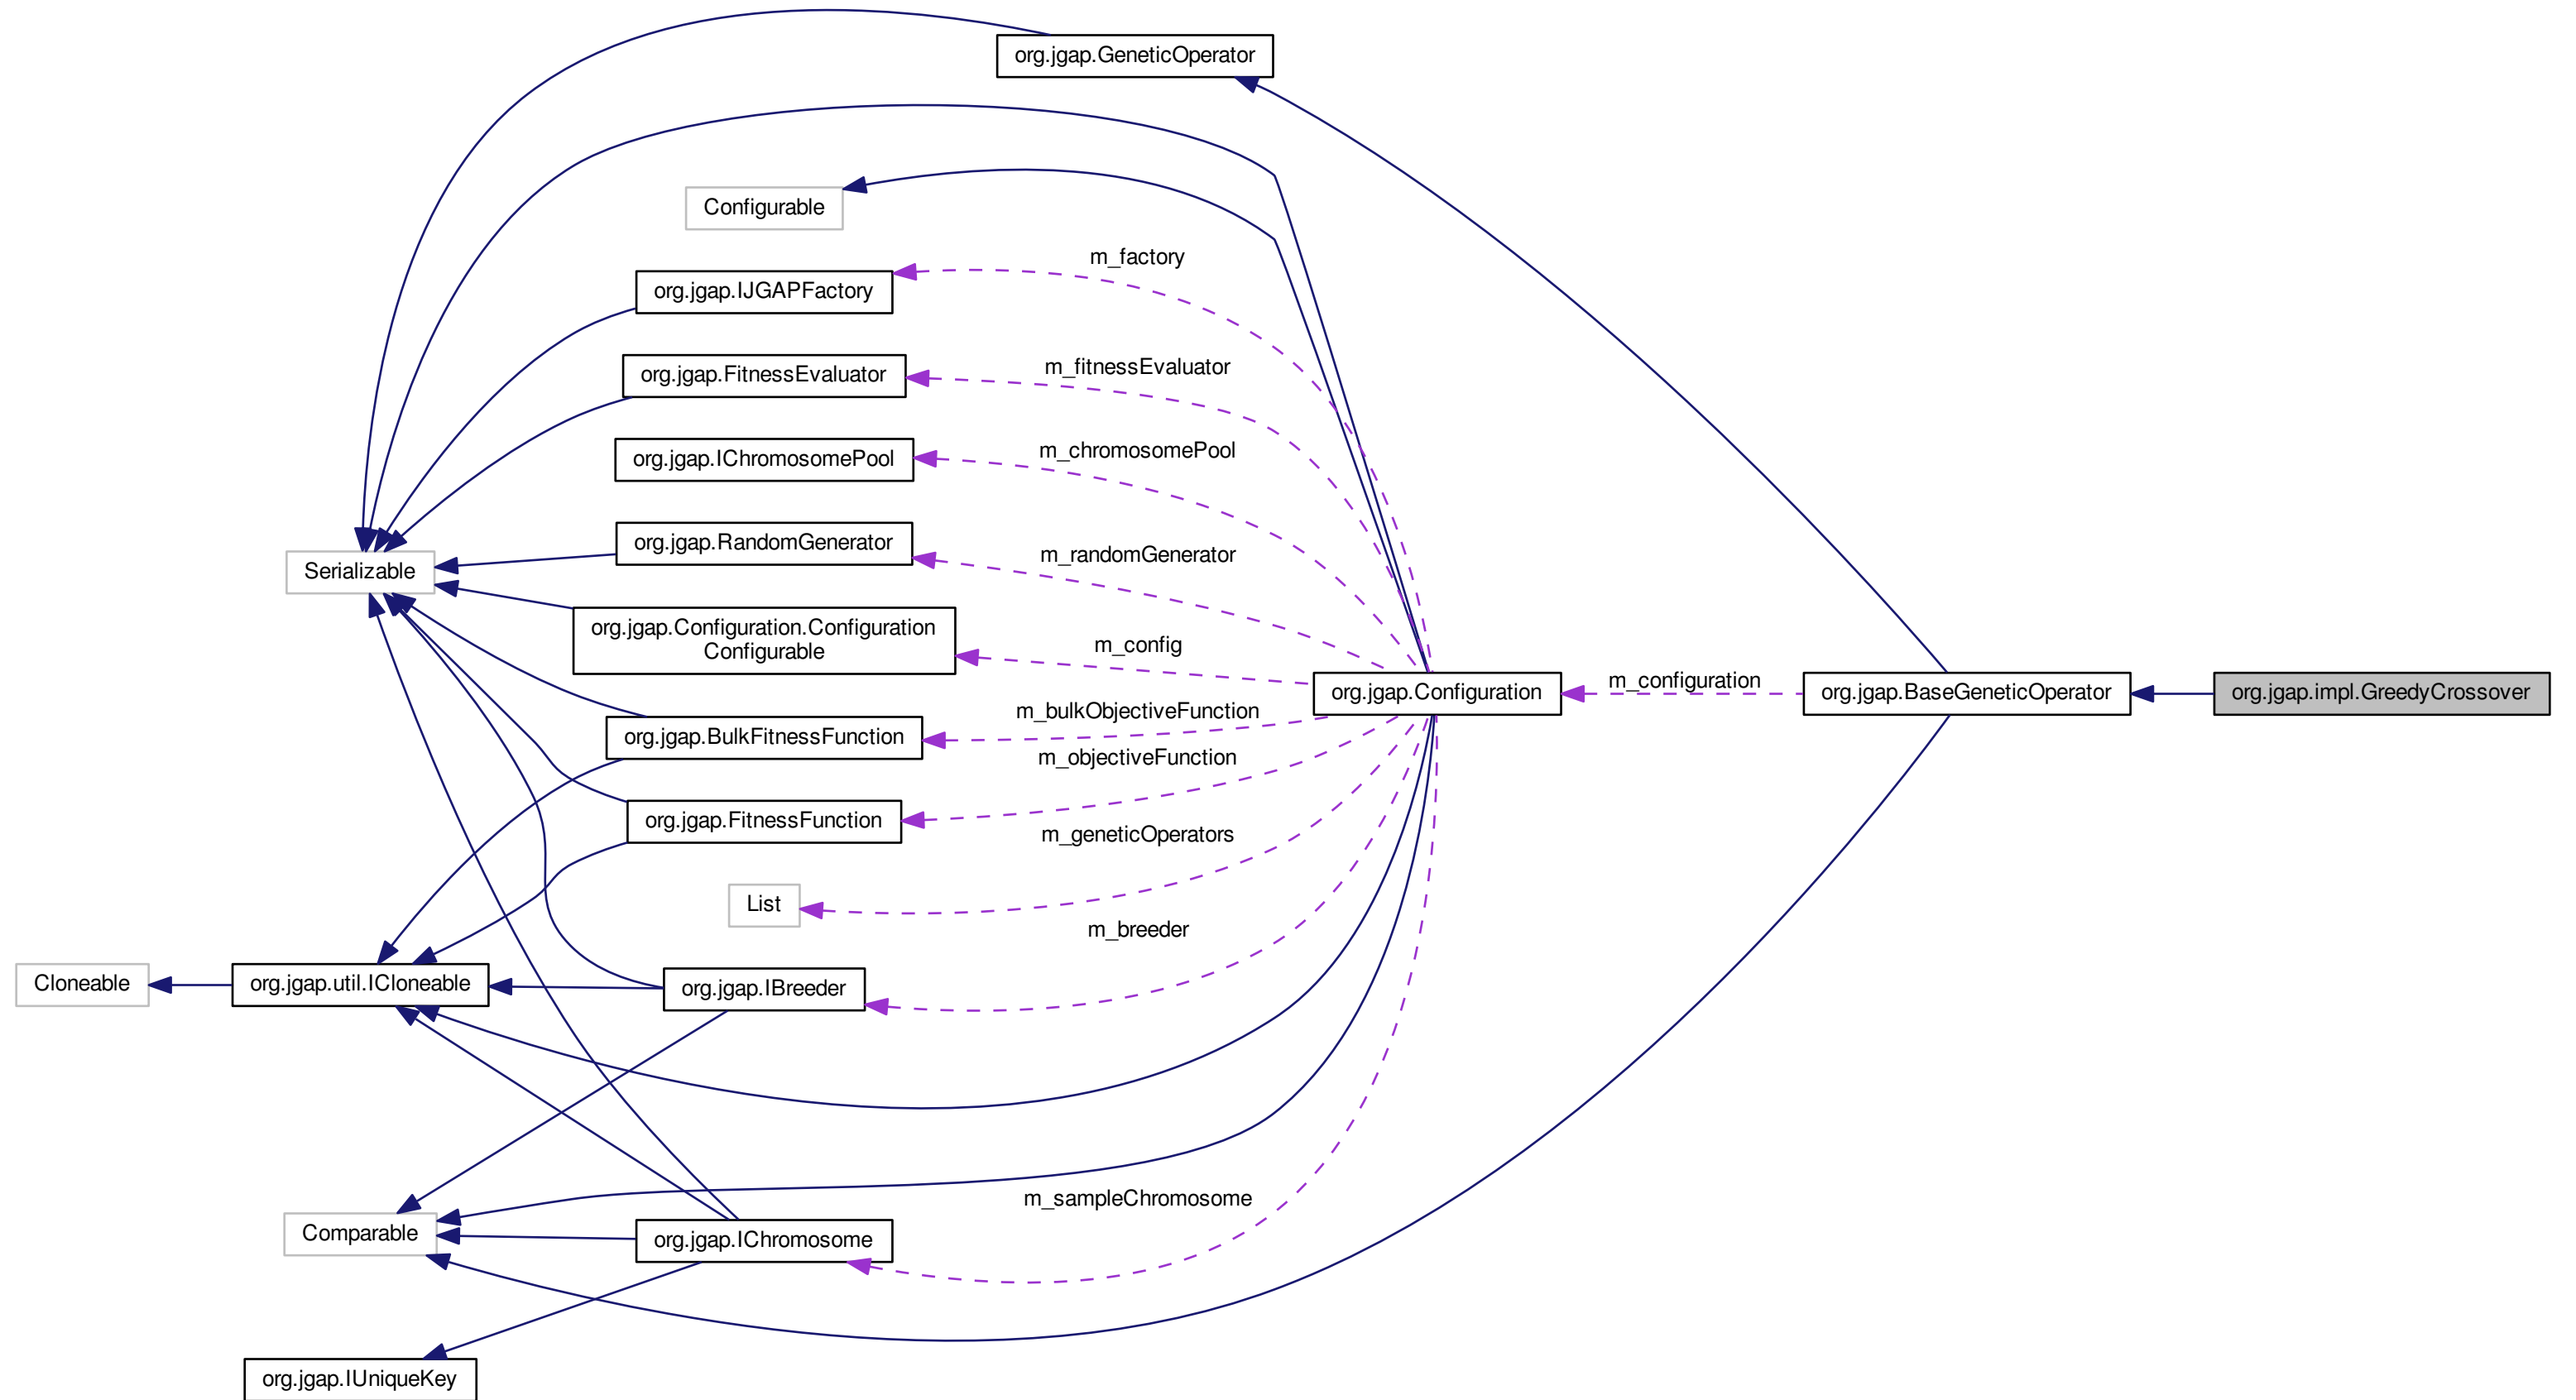 org.jgap.GeneticOperator
Configurable
m_factory
org.jgap.IJGAPFactory
m_fitnessEvaluator
org.jgap.FitnessEvaluator
m_chromosomePool
org.jgap.IChromosomePool
org.jgap.RandomGenerator
m_randomGenerator
Serializable
org.jgap.Configuration.Configuration
Configurable
m_config
m_configuration
org.jgap.Configuration
org.jgap.BaseGeneticOperator
org.jgap.impl.GreedyCrossover
m_bulkObjectiveFunction
org.jgap.BulkFitnessFunction
m_objectiveFunction
org.jgap.FitnessFunction
m_geneticOperators
List
m_breeder
Cloneable
org.jgap.util.ICloneable
org.jgap.IBreeder
m_sampleChromosome
Comparable
org.jgap.IChromosome
org.jgap.IUniqueKey